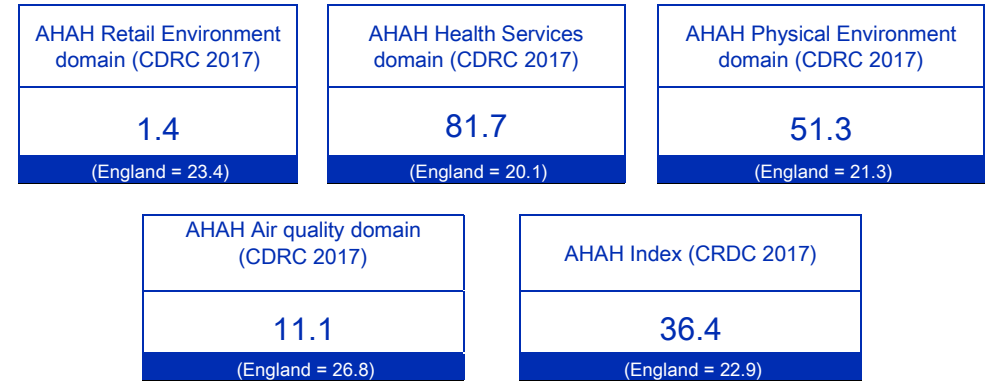 AHAH Retail Environment
domain (CDRC 2017)
1.4
(England = 23.4)
AHAH Health Services
domain (CDRC 2017)
81.7
(England = 20.1)
AHAH Physical Environment
domain (CDRC 2017)
51.3
(England = 21.3)
AHAH Air quality domain
(CDRC 2017)
11.1
(England = 26.8)
AHAH Index (CRDC 2017)
36.4
(England = 22.9)